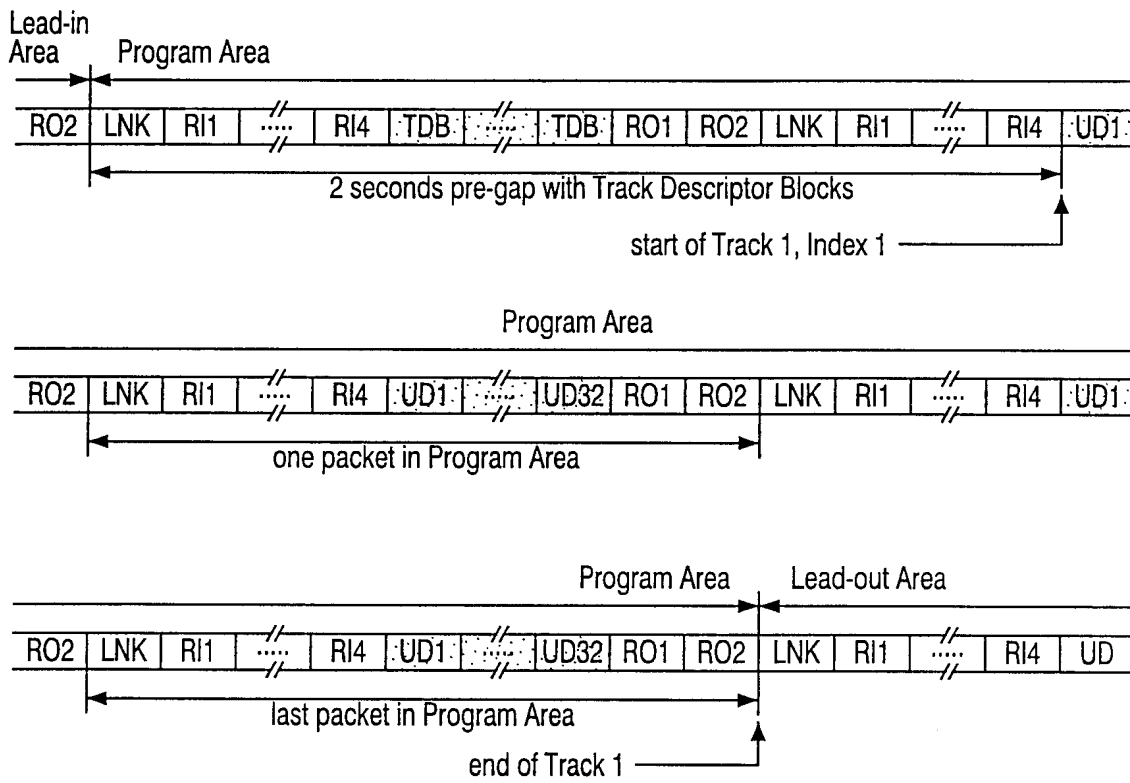 Lead-in
Area Program Area
RO2 LNK RI1 ..... RI4 TDB ..... TDB RO1 RO2 LNK RI1 ..... RI4 UD1
2 seconds pre-gap with Track Descriptor Blocks
start of Track 1, Index 1
Program Area
RO2 LNK RI1 ..... RI4 UD1 ..... UD32 RO1 RO2 LNK RI1 ..... RI4 UD1
one packet in Program Area
Program Area Lead-out Area
RO2 LNK RI1 ..... RI4 UD1 ..... UD32 RO1 RO2 LNK RI1 ..... RI4 UD
last packet in Program Area
end of Track 1